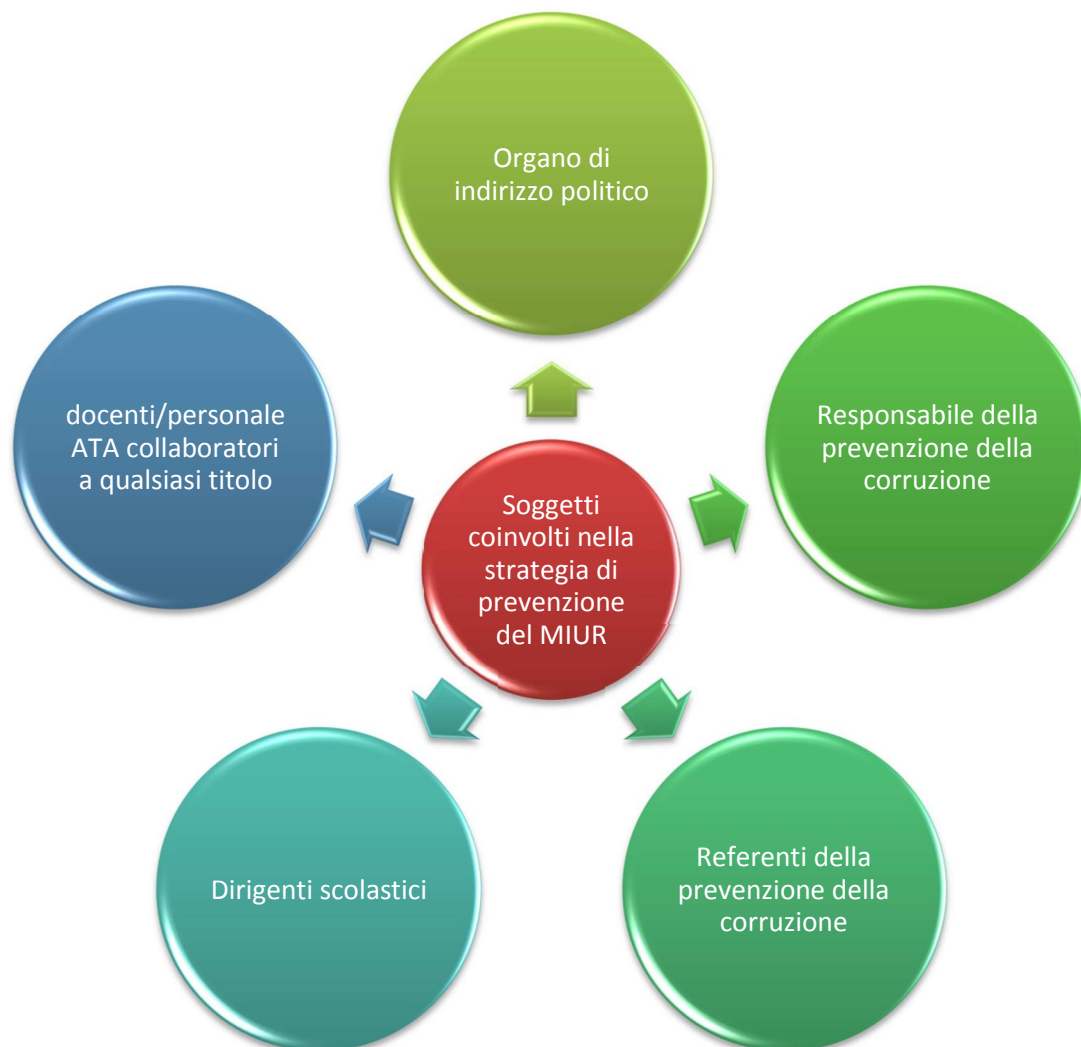 Organo di
indirizzo politico
Responsabile della
prevenzione della
corruzione
Referenti della
prevenzione della
corruzione
Dirigenti scolastici
docenti/personale
ATA collaboratori
a qualsiasi titolo
Soggetti
coinvolti nella
strategia di
prevenzione
del MIUR